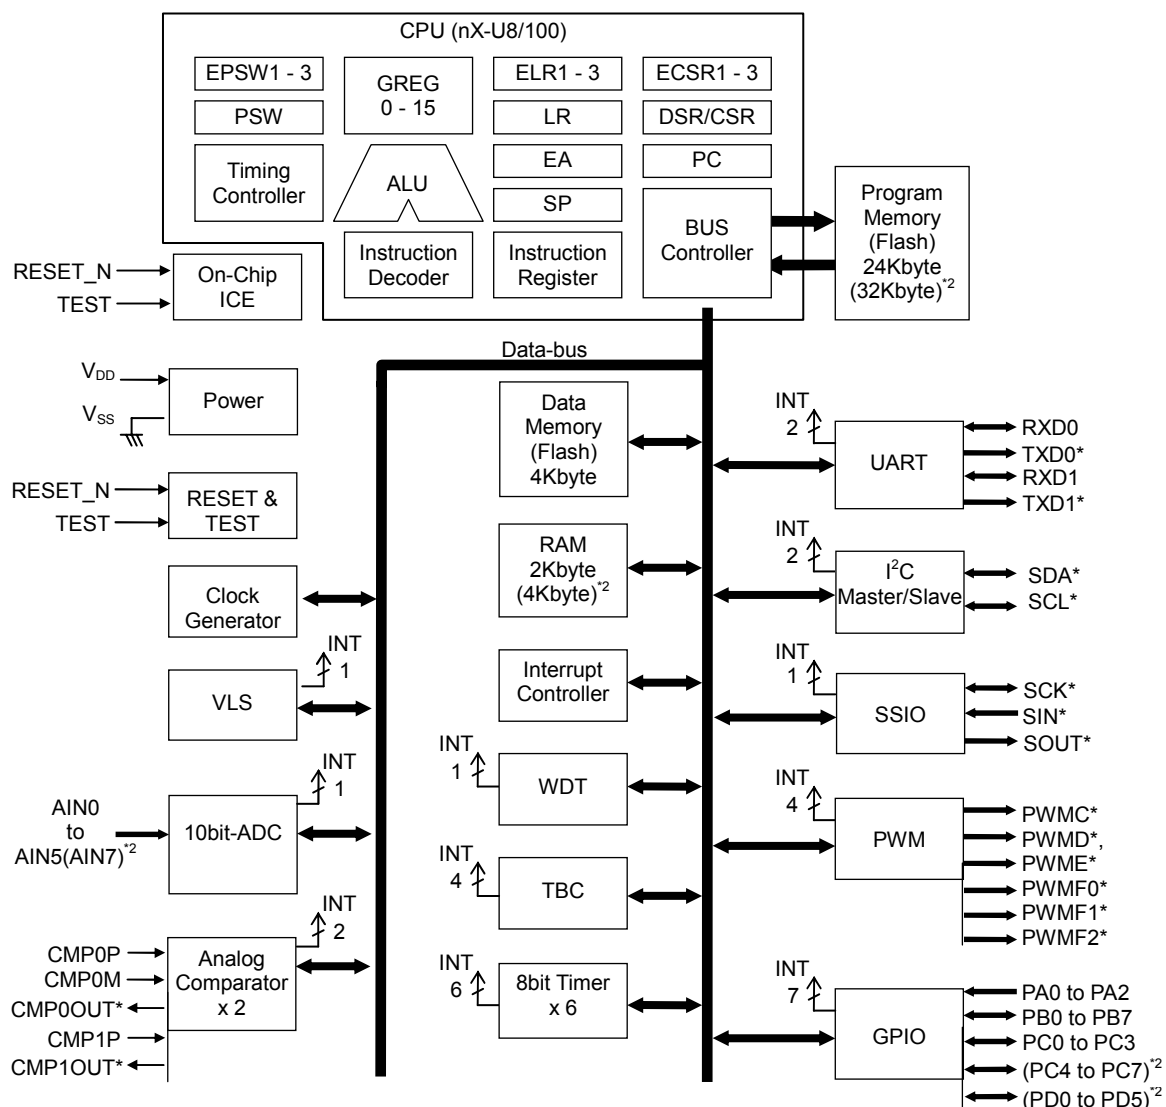 CPU (nX-U8/100)
EPSW1 - 3
GREG
0 - 15
ELR1 - 3
ECSR1 - 3
PSW
LR
DSR/CSR
Timing
Controller
ALU
EA
PC
SP
BUS
Controller
Instruction
Decoder
Instruction
Register
Program
Memory
(Flash)
24Kbyte
(32Kbyte)*2
RESET_N
TEST
On-Chip
ICE
Data-bus
VDD
VSS
Power
RESET_N
TEST
RESET &
TEST
Clock
Generator
INT
1
VLS
INT
1
AIN0
to
AIN5(AIN7)*2
10bit-ADC
INT
2
CMP0P
CMP0M
CMP0OUT*
CMP1P
CMP1OUT*
Analog
Comparator
x 2
Data
Memory
(Flash)
4Kbyte
RAM
2Kbyte
(4Kbyte)*2
Interrupt
Controller
INT
1
WDT
INT
4
TBC
INT
6
8bit Timer
x 6
INT
2
UART
RXD0
TXD0*
RXD1
TXD1*
INT
2
I2C
Master/Slave
SDA*
SCL*
INT
1
SSIO
SCK*
SIN*
SOUT*
INT
4
PWM
PWMC*
PWMD*,
PWME*
PWMF0*
PWMF1*
PWMF2*
INT
7
GPIO
PA0 to PA2
PB0 to PB7
PC0 to PC3
(PC4 to PC7)*2
(PD0 to PD5)*2